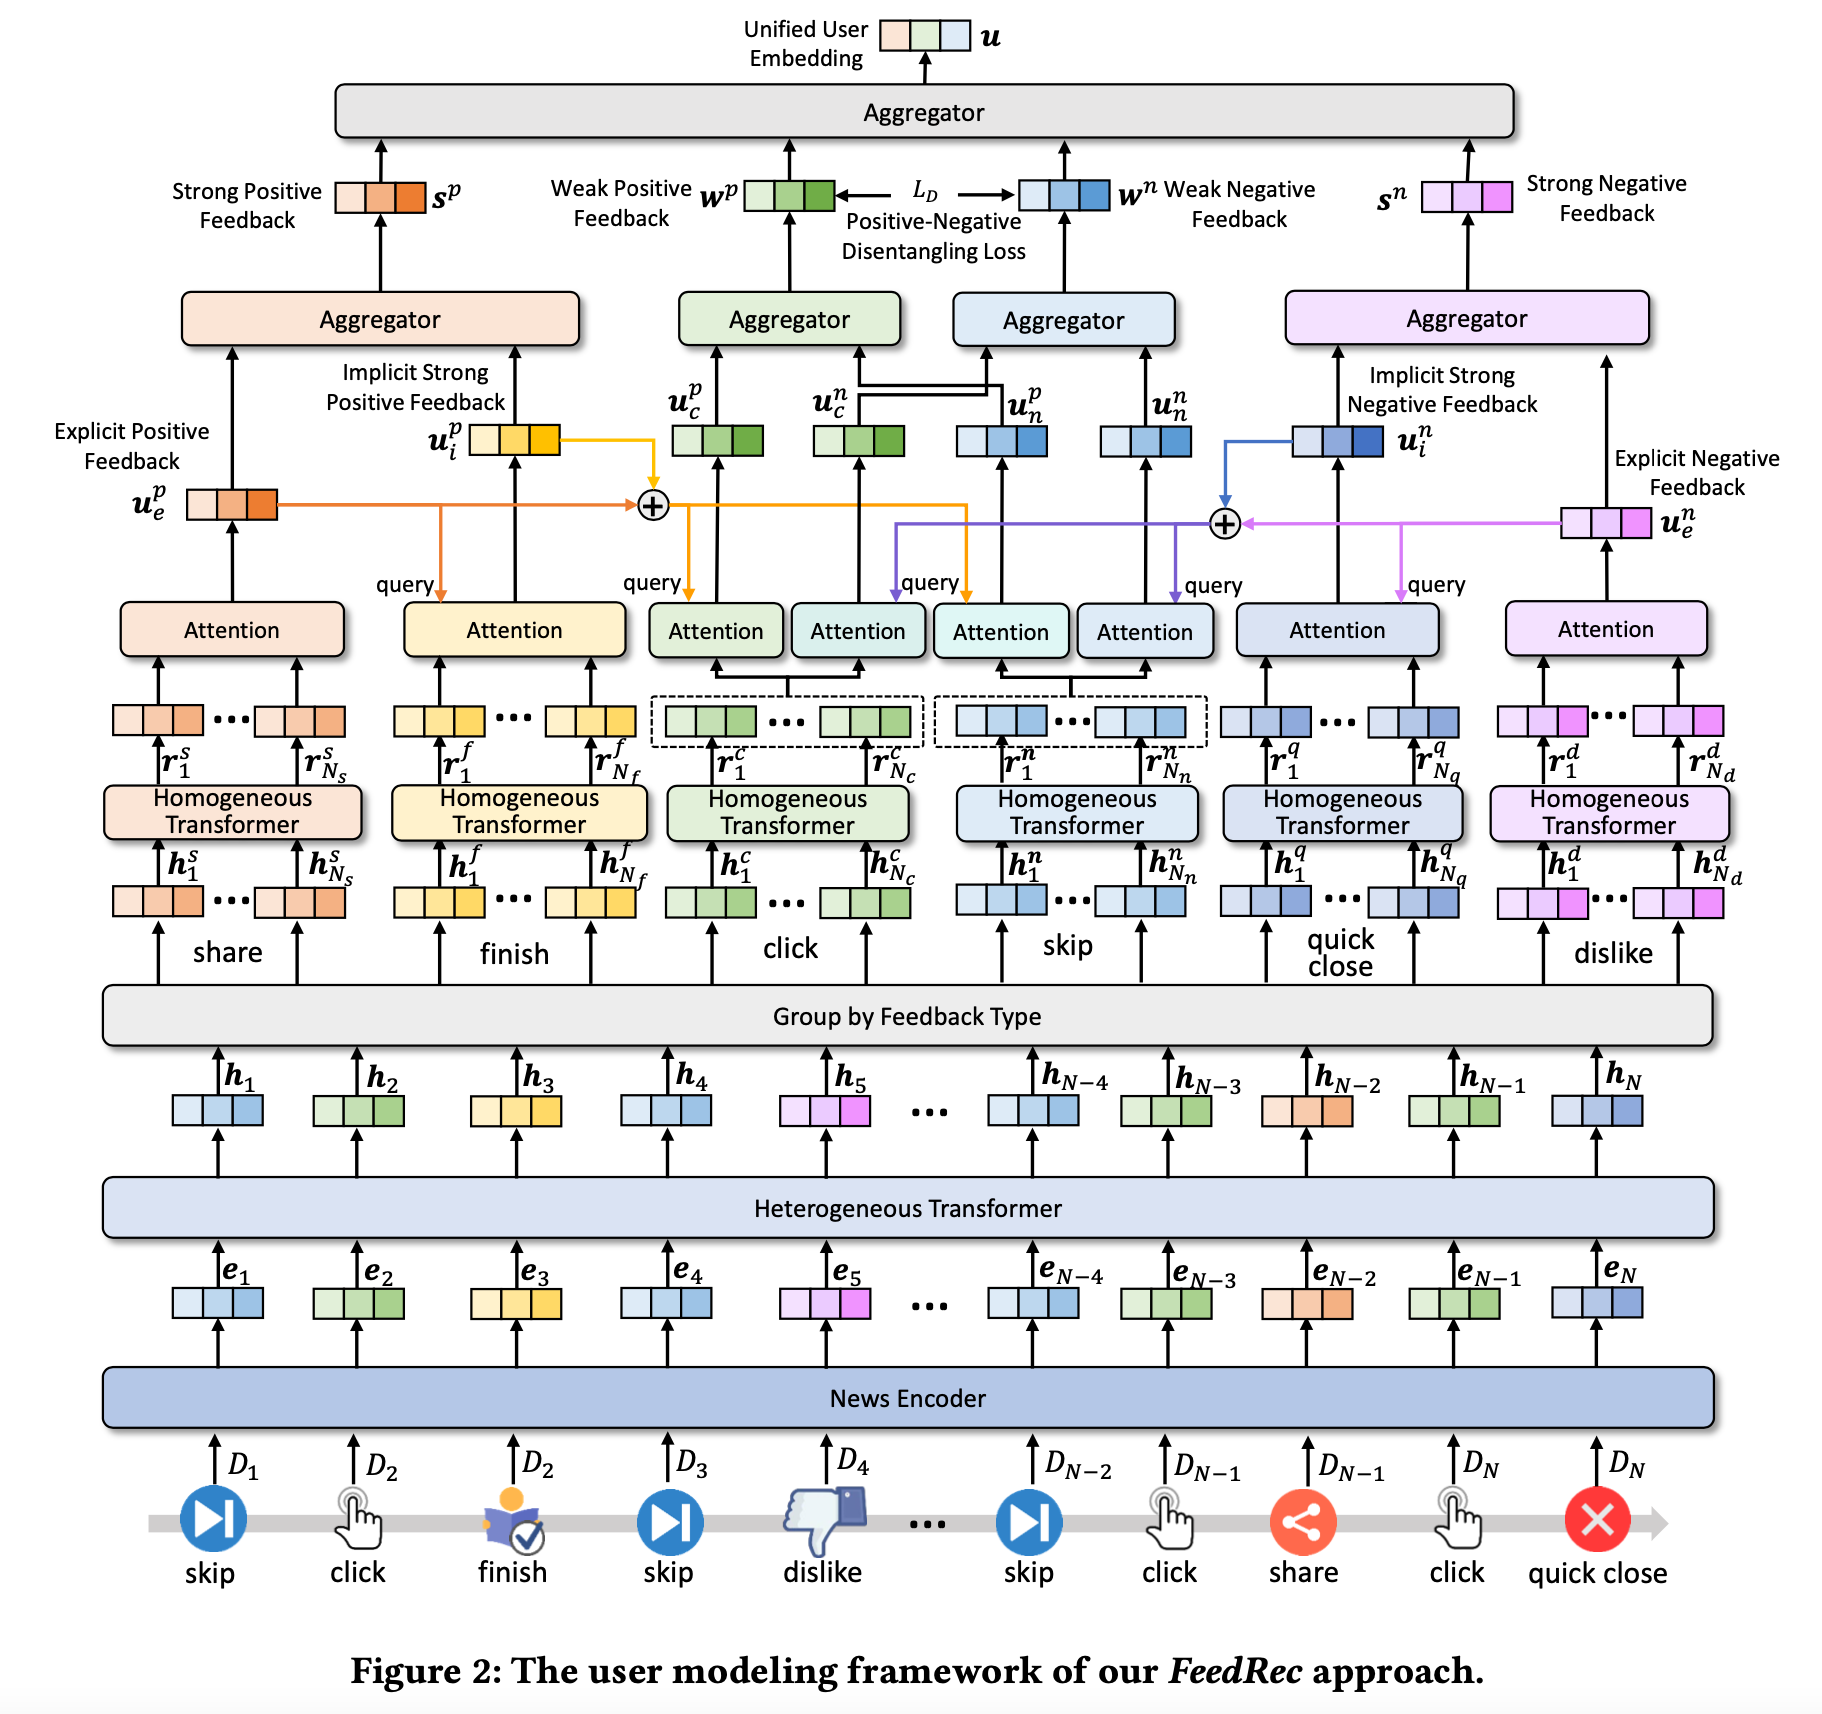 Unified User
Embedding
u
Aggregator
Strong Positive
Feedback
s^p
Weak Positive
Feedback
w^p
L_D
Positive-Negative
Disentangling Loss
w^n
Weak Negative
Feedback
s^n
Strong Negative
Feedback
Aggregator
Aggregator
Aggregator
Aggregator
Implicit Strong
Positive Feedback
u_i^p
Explicit Positive
Feedback
u_e^p
u_c^p
u_c^n
u_n^p
u_n^n
Implicit Strong
Negative Feedback
u_i^n
Explicit Negative
Feedback
u_e^n
query
query
query
query
query
Attention
Attention
Attention
Attention
Attention
Attention
Attention
Attention
r_1^s ... r_{N_s}^s
r_1^f ... r_{N_f}^f
r_1^c ... r_{N_c}^c
r_1^n ... r_{N_n}^n
r_1^q ... r_{N_q}^q
r_1^d ... r_{N_d}^d
Homogeneous
Transformer
Homogeneous
Transformer
Homogeneous
Transformer
Homogeneous
Transformer
Homogeneous
Transformer
Homogeneous
Transformer
h_1^s ... h_{N_s}^s
h_1^f ... h_{N_f}^f
h_1^c ... h_{N_c}^c
h_1^n ... h_{N_n}^n
h_1^q ... h_{N_q}^q
h_1^d ... h_{N_d}^d
share
finish
click
skip
quick
close
dislike
Group by Feedback Type
h_1 h_2 h_3 h_4 h_5 ... h_{N-4} h_{N-3} h_{N-2} h_{N-1} h_N
Heterogeneous Transformer
e_1 e_2 e_3 e_4 e_5 ... e_{N-4} e_{N-3} e_{N-2} e_{N-1} e_N
News Encoder
D_1 D_2 D_2 D_3 D_4 D_{N-2} D_{N-1} D_{N-1} D_N D_N
skip click finish skip dislike ... skip click share click quick close
Figure 2: The user modeling framework of our FeedRec approach.